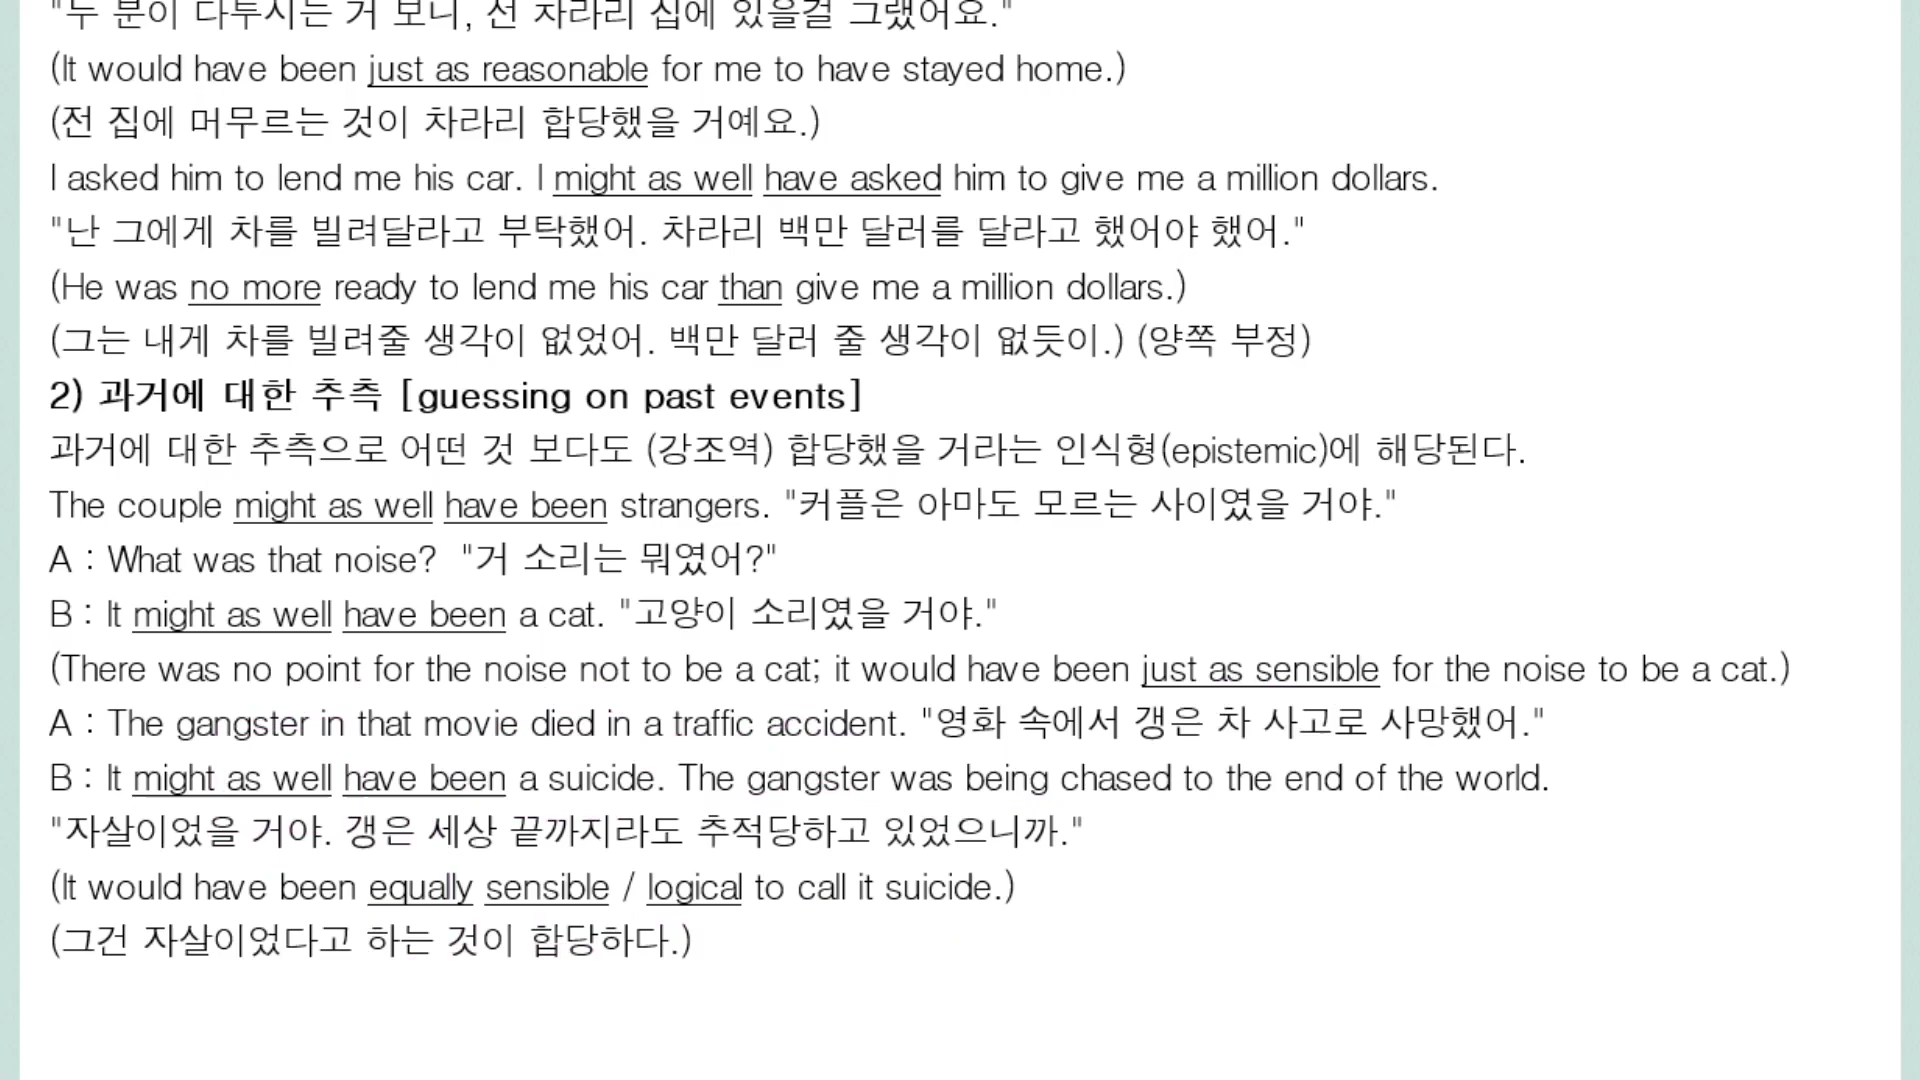 "두 분이 다투시는 거 보니, 전 차라리 집에 있을걸 그랬어요."
(It would have been just as reasonable for me to have stayed home.)
(전 집에 머무르는 것이 차라리 합당했을 거예요.)
I asked him to lend me his car. I might as well have asked him to give me a million dollars.
"난 그에게 차를 빌려달라고 부탁했어. 차라리 백만 달러를 달라고 했어야 했어."
(He was no more ready to lend me his car than give me a million dollars.)
(그는 내게 차를 빌려줄 생각이 없었어. 백만 달러 줄 생각이 없듯이.) (양쪽 부정)
2) 과거에 대한 추측 [guessing on past events]
과거에 대한 추측으로 어떤 것 보다도 (강조역) 합당했을 거라는 인식형(epistemic)에 해당된다.
The couple might as well have been strangers. "커플은 아마도 모르는 사이였을 거야."
A : What was that noise? "거 소리는 뭐였어?"
B : It might as well have been a cat. "고양이 소리였을 거야."
(There was no point for the noise not to be a cat; it would have been just as sensible for the noise to be a cat.)
A : The gangster in that movie died in a traffic accident. "영화 속에서 갱은 차 사고로 사망했어."
B : It might as well have been a suicide. The gangster was being chased to the end of the world.
"자살이었을 거야. 갱은 세상 끝까지라도 추적당하고 있었으니까."
(It would have been equally sensible / logical to call it suicide.)
(그건 자살이었다고 하는 것이 합당하다.)